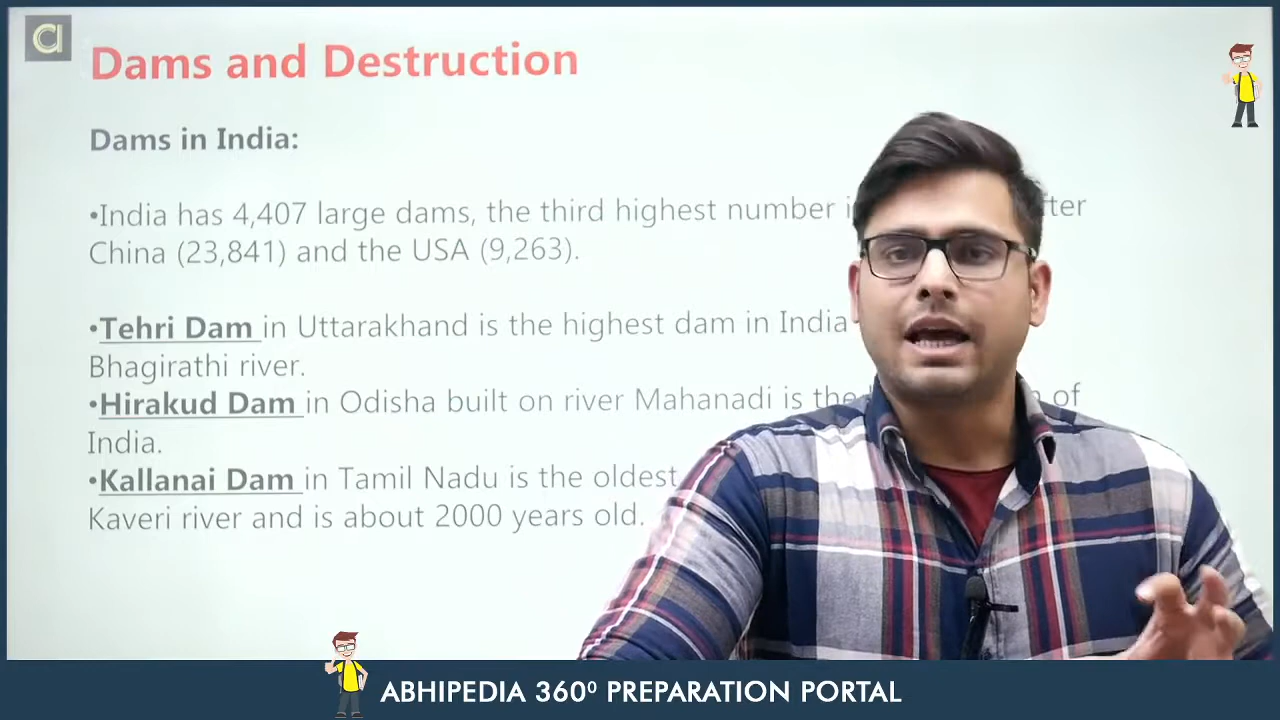 Dams and Destruction
Dams in India:
•India has 4,407 large dams, the third highest number
China (23,841) and the USA (9,263).
•Tehri Dam in Uttarakhand is the highest dam in India
Bhagirathi river.
•Hirakud Dam in Odisha built on river Mahanadi is the of
India.
•Kallanai Dam in Tamil Nadu is the oldest
Kaveri river and is about 2000 years old.
ABHIPEDIA 360⁰ PREPARATION PORTAL